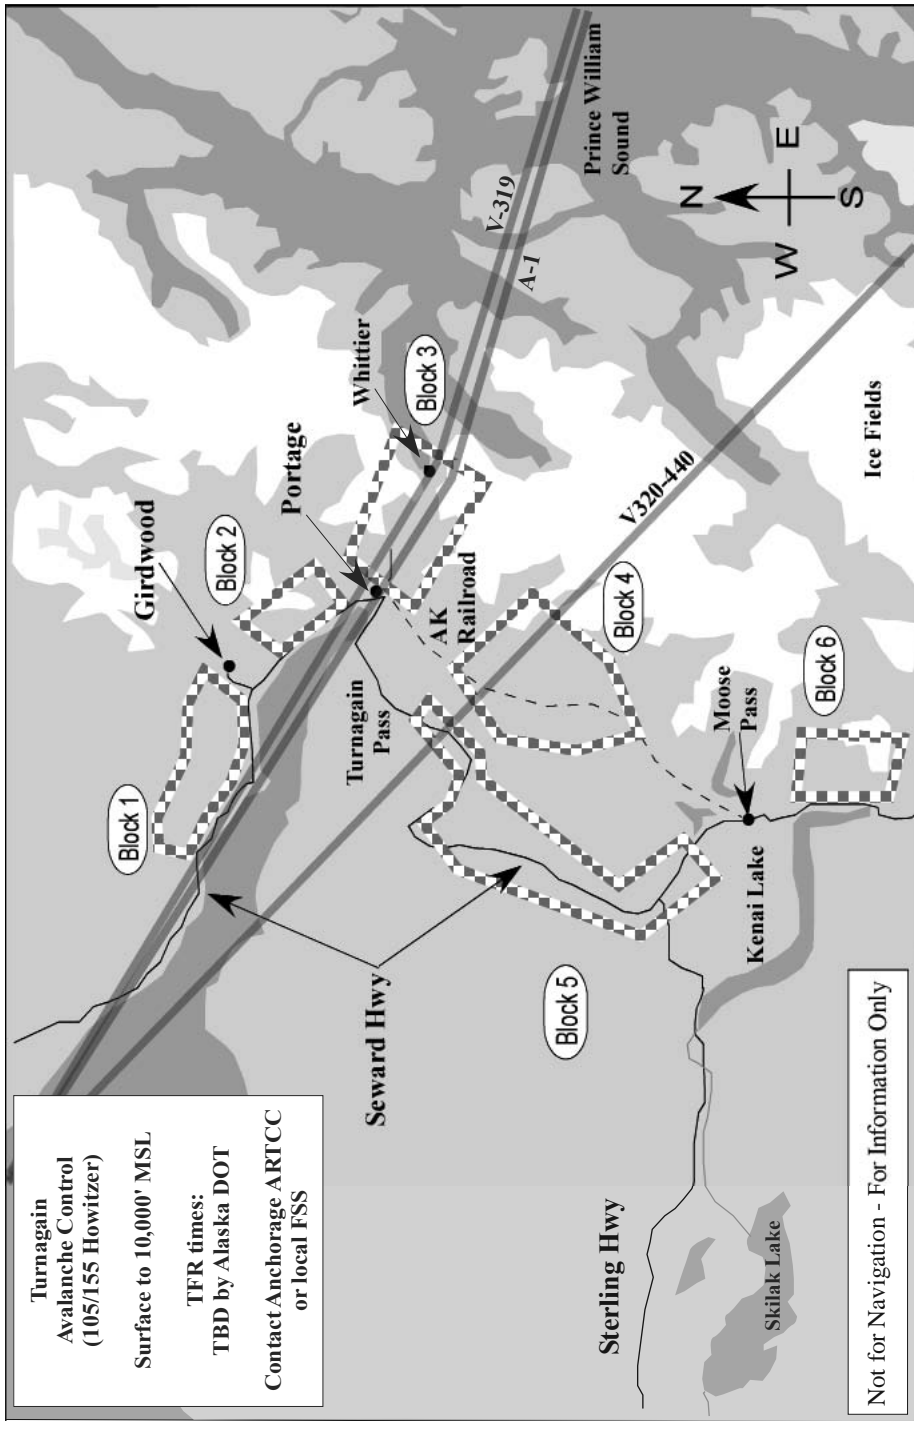 Turnagain
Avalanche Control
(105/155 Howitzer)
Surface to 10,000' MSL
TFR times:
TBD by Alaska DOT
Contact Anchorage ARTCC
or local FSS
Block 1
Girdwood
Block 2
Portage
Whittier
Block 3
V-319
A-1
Prince William
Sound
N
W
E
S
Seward Hwy
Turnagain
Pass
AK
Railroad
V320-440
Block 4
Block 5
Sterling Hwy
Skilak Lake
Kenai Lake
Moose
Pass
Block 6
Ice Fields
Not for Navigation - For Information Only